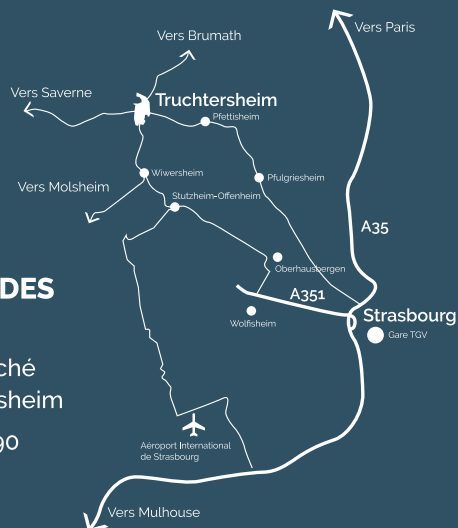 Vers Paris
Vers Brumath
Vers Saverne
Truchtersheim
Pfettisheim
Wiwersheim
Pfulgriesheim
Vers Molsheim
Stutzheim-Offenheim
A35
Oberhausbergen
DES
A351
Strasbourg
Wolfisheim
Gare TGV
ché
sheim
90
Aéroport International
de Strasbourg
Vers Mulhouse